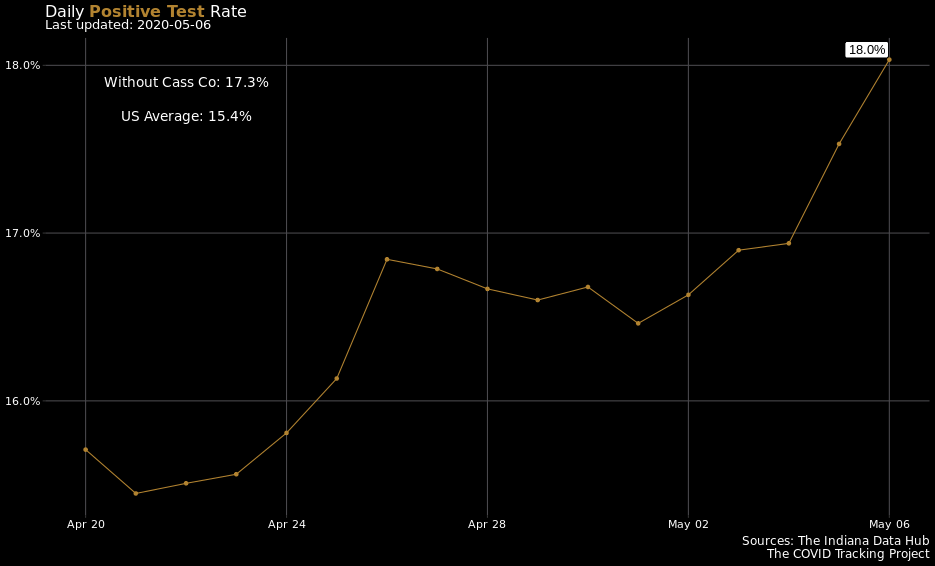 Daily Positive Test Rate
Last updated: 2020-05-06
18.0%
18.0%
Without Cass Co: 17.3%
US Average: 15.4%
17.0%
16.0%
Apr 20 Apr 24 Apr 28 May 02 May 06
Sources: The Indiana Data Hub
The COVID Tracking Project